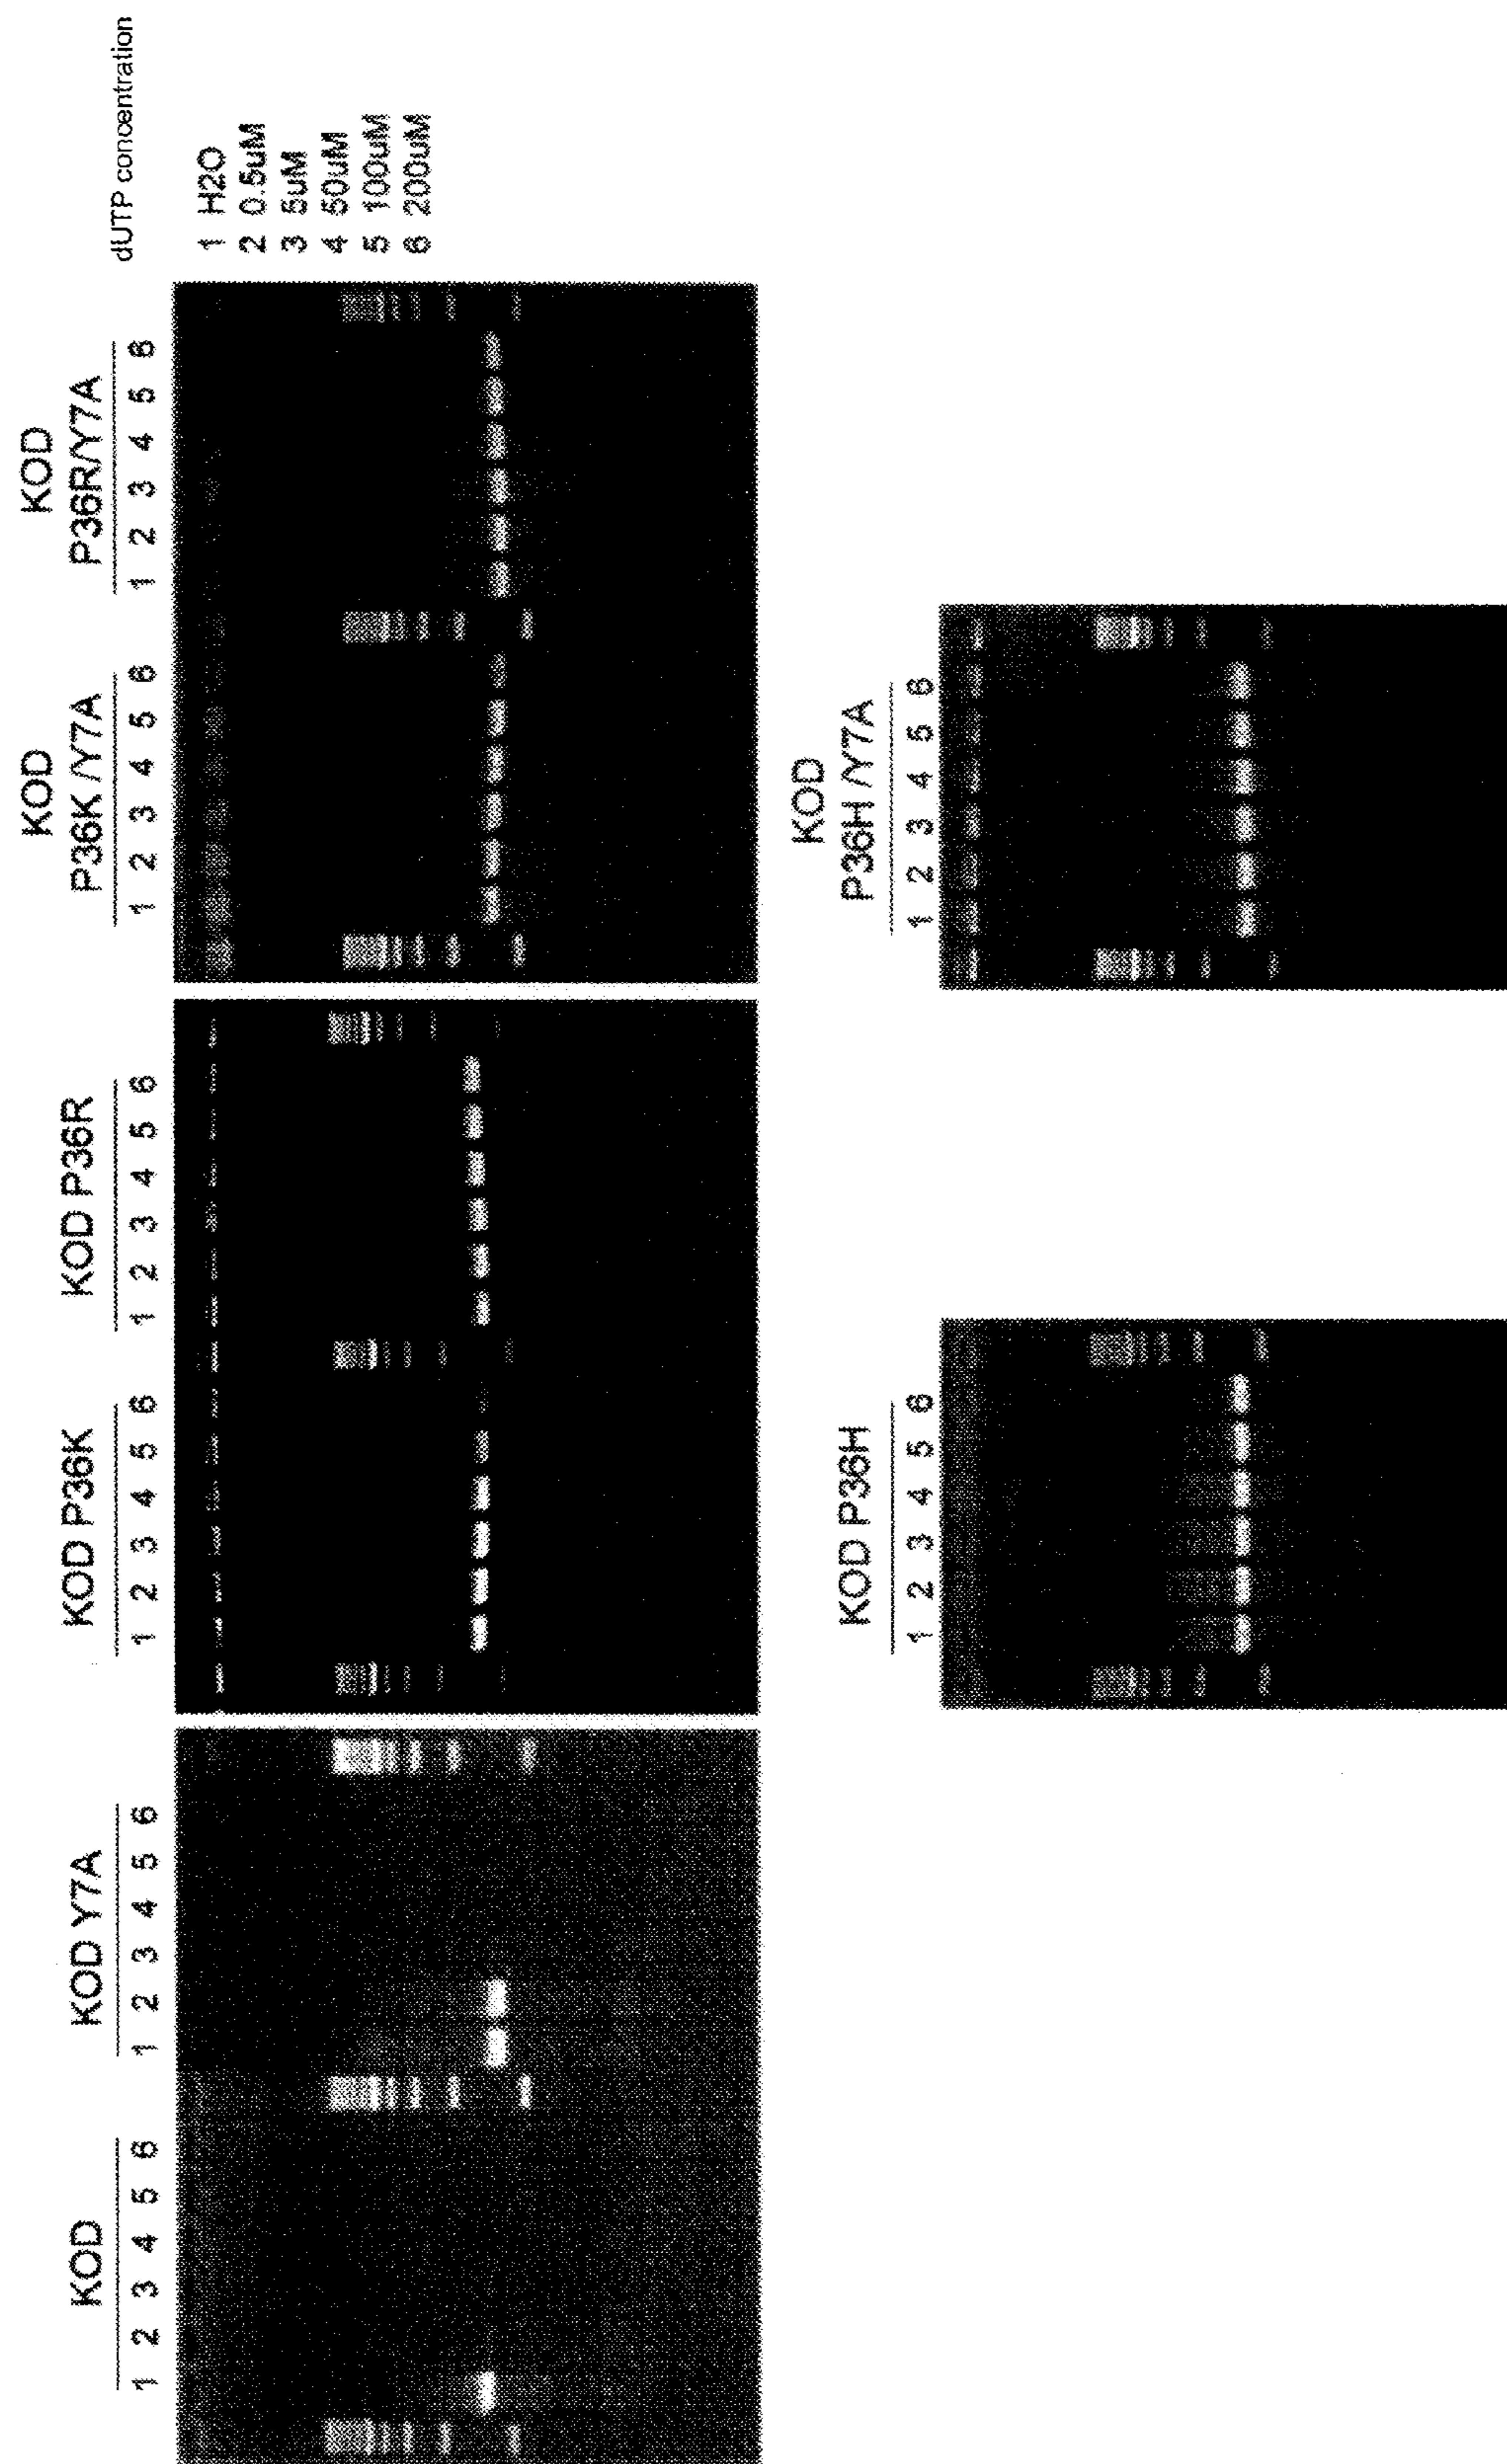 KOD
1 2 3 4 5 6
KOD Y7A
1 2 3 4 5 6
KOD P36K
1 2 3 4 5 6
KOD P36R
1 2 3 4 5 6
KOD
P36K /Y7A
1 2 3 4 5 6
KOD
P36R/Y7A
1 2 3 4 5 6
dUTP concentration
1 H2O
2 0.5uM
3 5uM
4 50uM
5 100uM
6 200uM
KOD P36H
1 2 3 4 5 6
KOD
P36H /Y7A
1 2 3 4 5 6